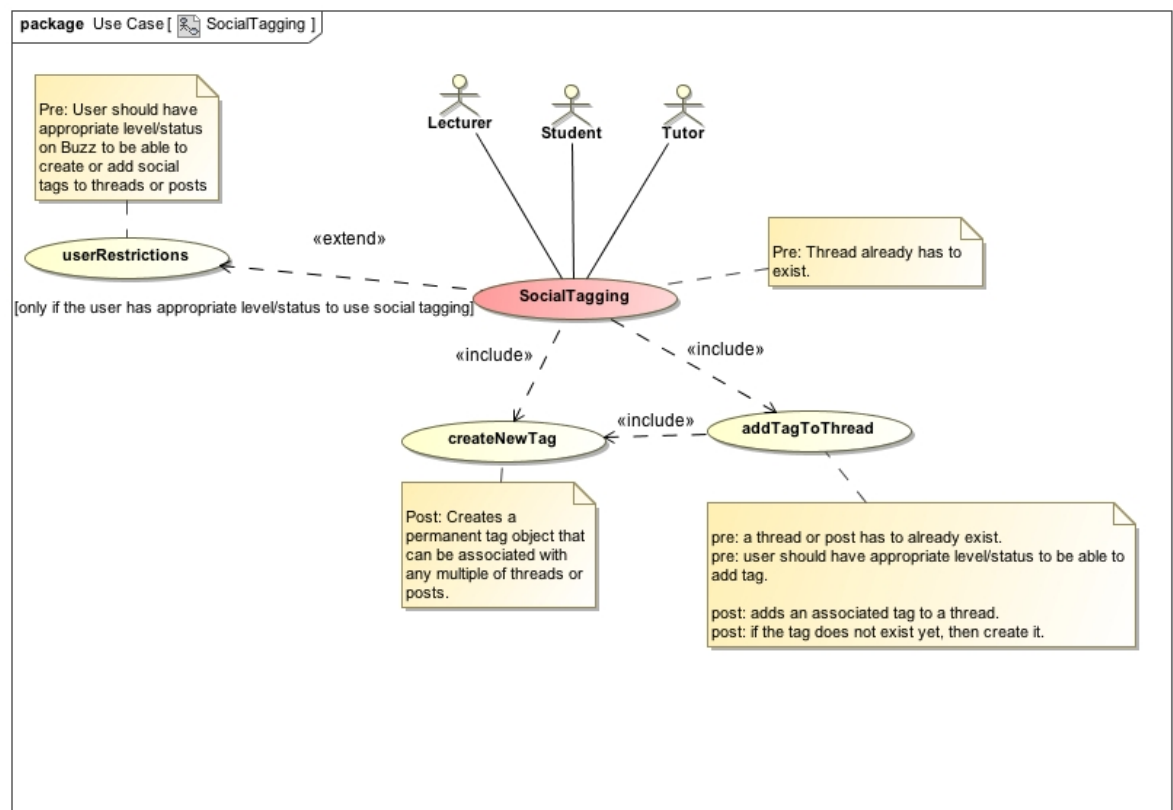 package Use Case [ SocialTagging ]
Pre: User should have
appropriate level/status
on Buzz to be able to
create or add social
tags to threads or posts
Lecturer
Student
Tutor
«extend»
userRestrictions
Pre: Thread already has to
exist.
SocialTagging
[only if the user has appropriate level/status to use social tagging]
«include»
«include»
«include»
createNewTag
addTagToThread
Post: Creates a
permanent tag object that
can be associated with
any multiple of threads or
posts.
pre: a thread or post has to already exist.
pre: user should have appropriate level/status to be able to
add tag.
post: adds an associated tag to a thread.
post: if the tag does not exist yet, then create it.